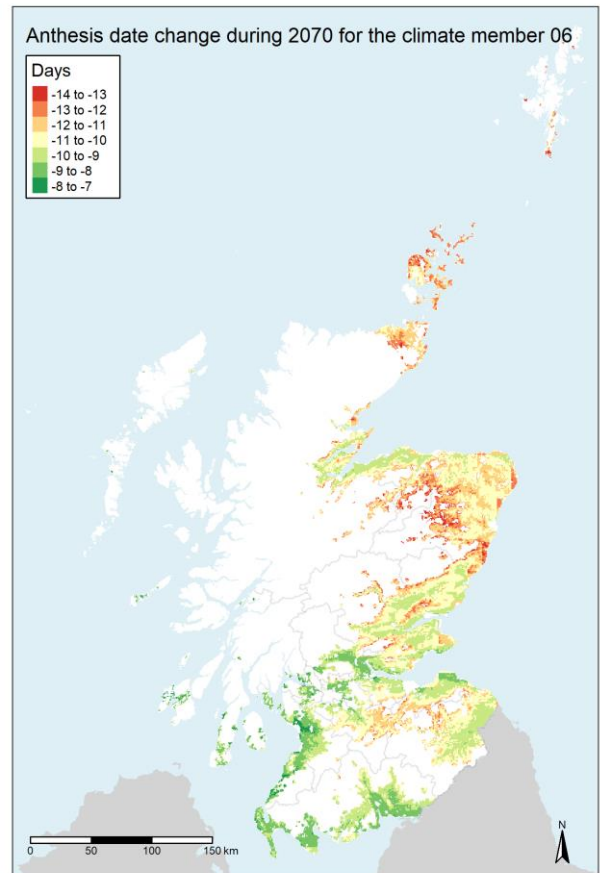 Anthesis date change during 2070 for the climate member 06
Days
-14 to -13
-13 to -12
-12 to -11
-11 to -10
-10 to -9
-9 to -8
-8 to -7
0 50 100 150 km
N